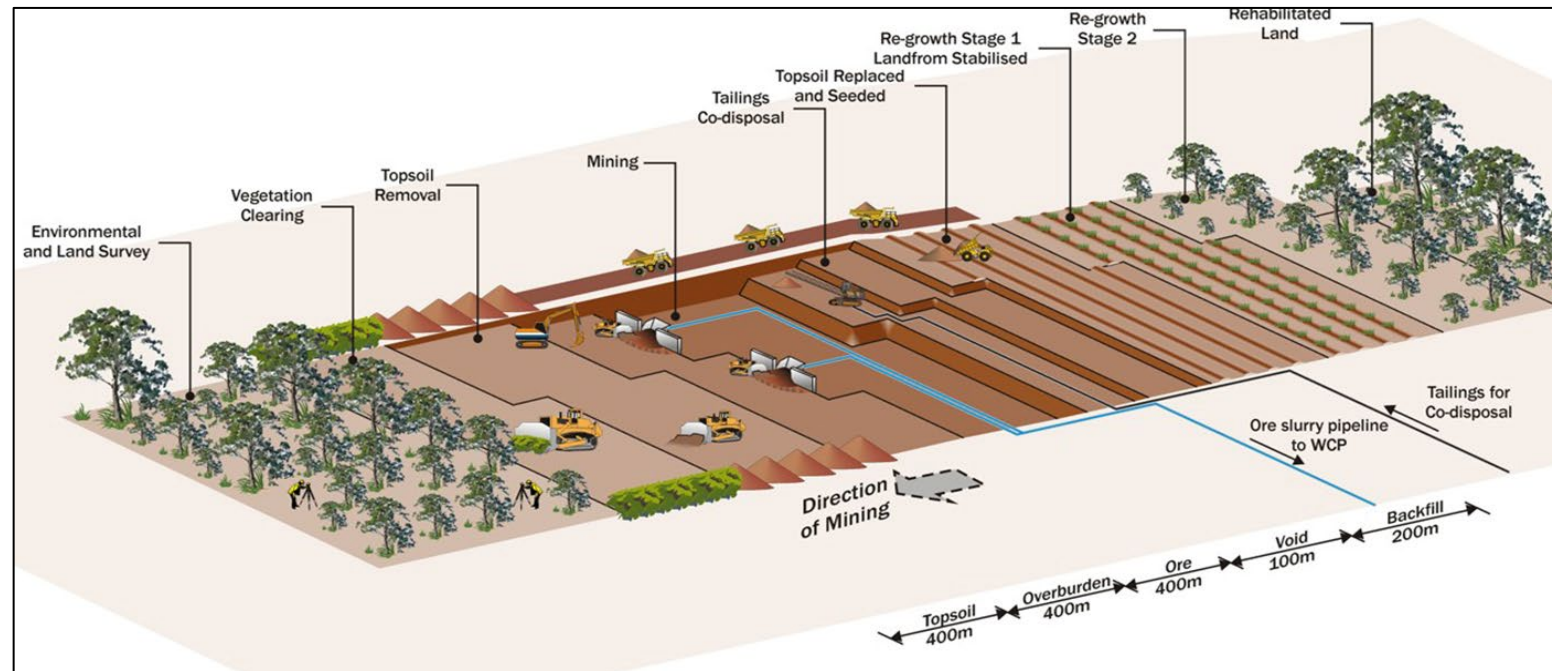 Environmental
and Land Survey
Vegetation
Clearing
Topsoil
Removal
Mining
Tailings
Co-disposal
Topsoil Replaced
and Seeded
Re-growth Stage 1
Landfrom Stabilised
Re-growth
Stage 2
Rehabilitated
Land
Tailings for
Co-disposal
Ore slurry pipeline
to WCP
Direction
of Mining
Topsoil
400m
Overburden
400m
Ore
400m
Void
100m
Backfill
200m